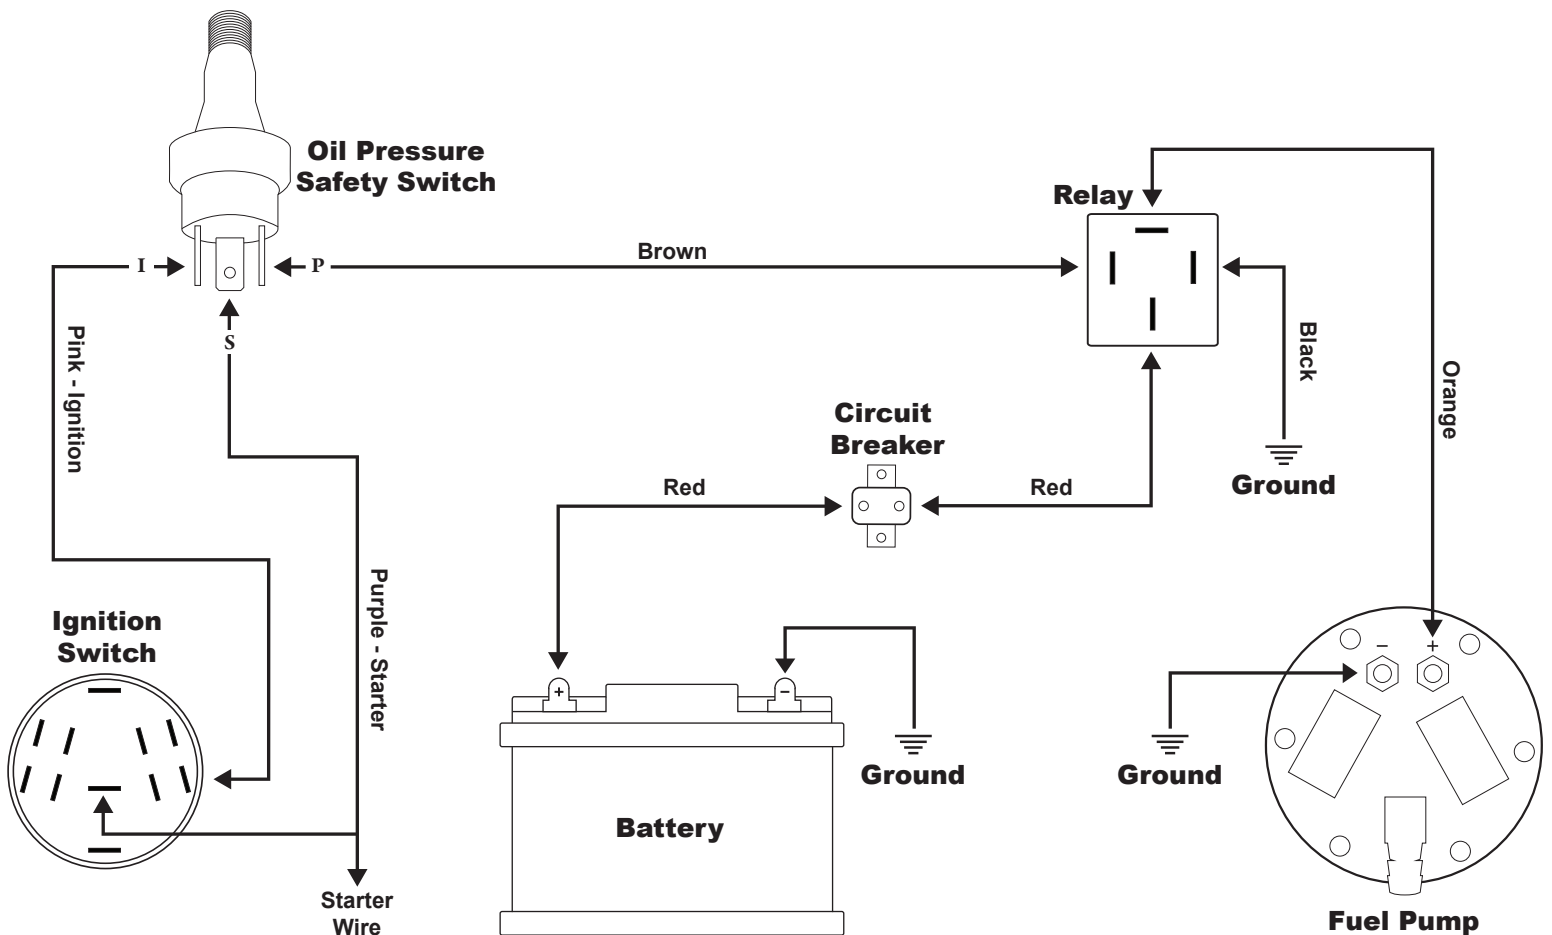 Oil Pressure
Safety Switch
Relay
I
P
Brown
S
Pink - Ignition
Black
Orange
Circuit
Breaker
Red
Red
Ground
Purple - Starter
Ignition
Switch
+
−
−
+
Ground
Ground
Battery
Starter
Wire
Fuel Pump